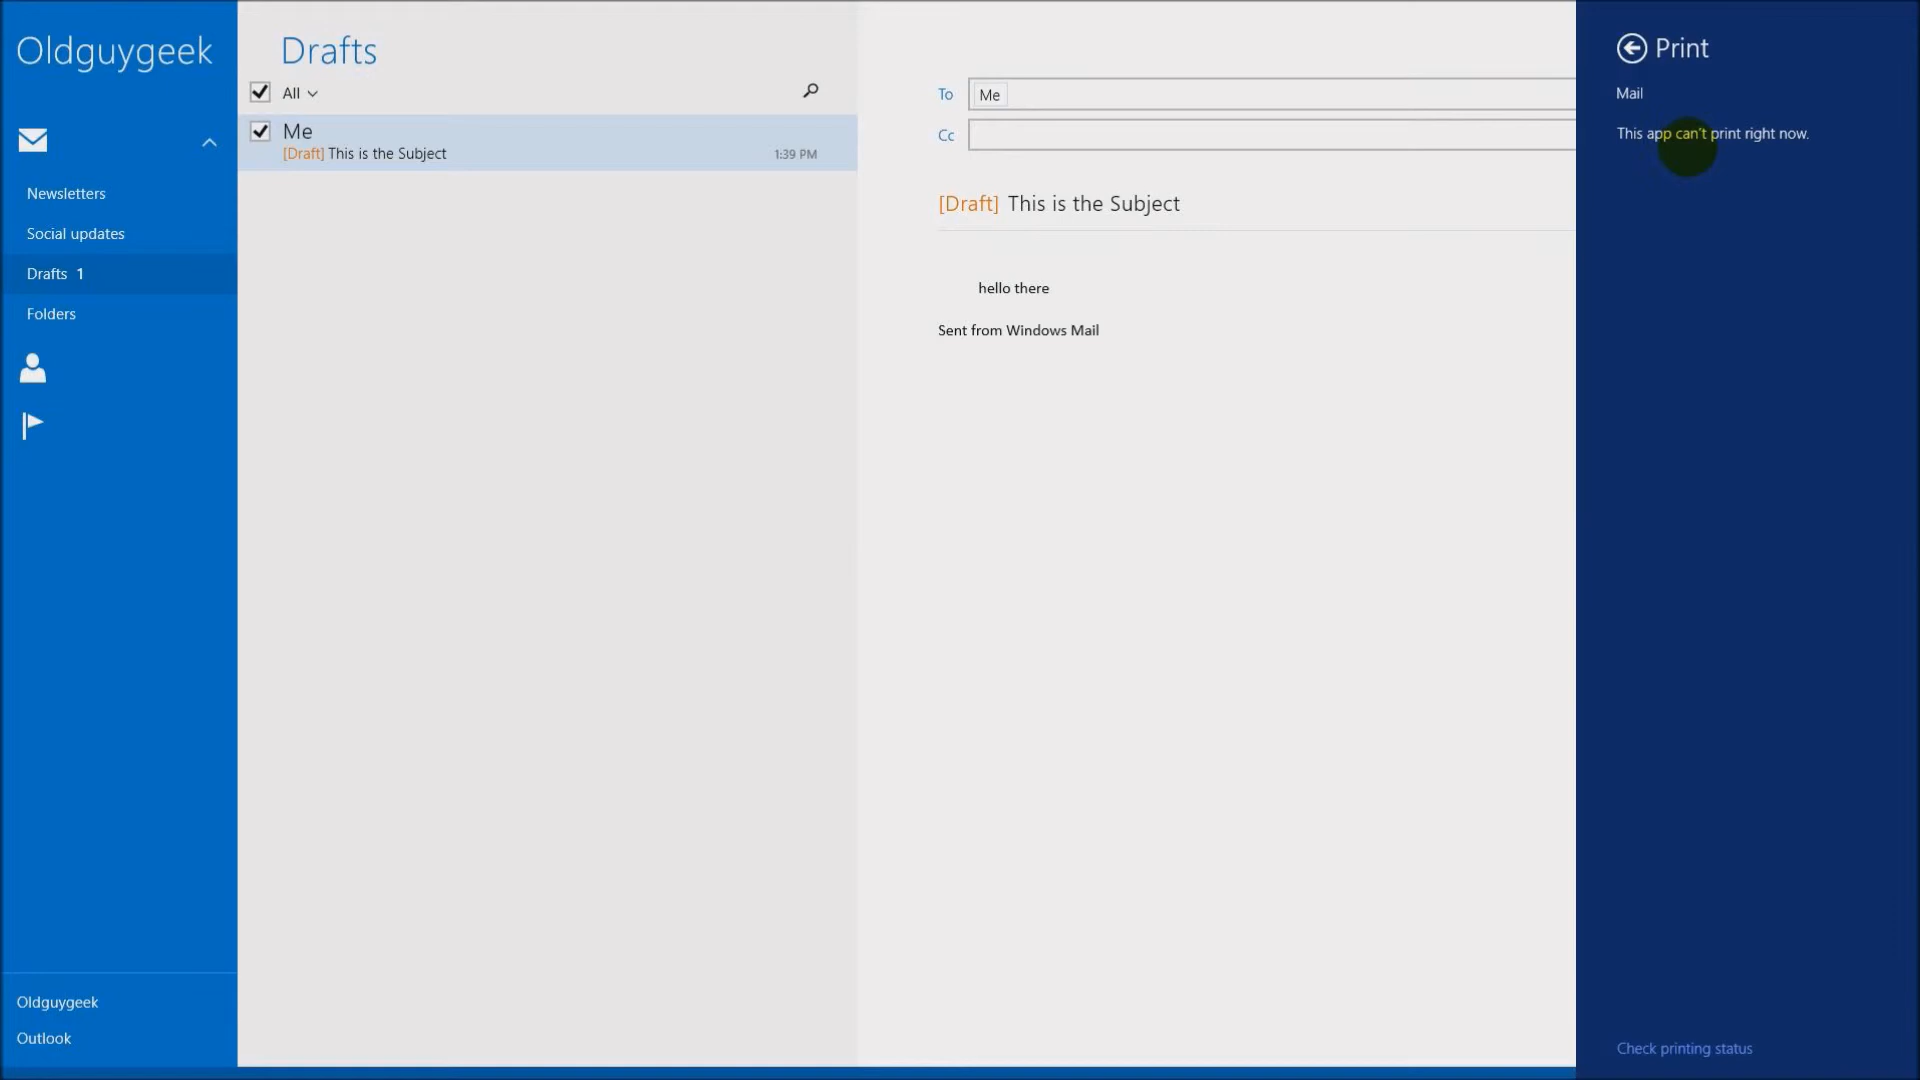 Oldguygeek
Newsletters
Social updates
Drafts 1
Folders
Oldguygeek
Outlook
Drafts
All
Me
[Draft] This is the Subject
1:39 PM
To Me
Cc
[Draft] This is the Subject
hello there
Sent from Windows Mail
Print
Mail
This app can't print right now.
Check printing status